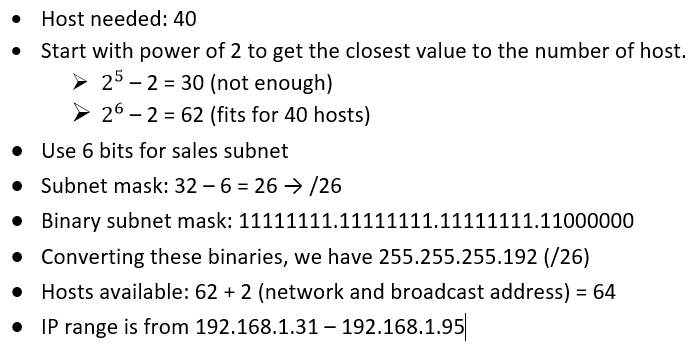 ● Host needed: 40
● Start with power of 2 to get the closest value to the number of host.
➢ 2⁵ – 2 = 30 (not enough)
➢ 2⁶ – 2 = 62 (fits for 40 hosts)
● Use 6 bits for sales subnet
● Subnet mask: 32 – 6 = 26 → /26
● Binary subnet mask: 11111111.11111111.11111111.11000000
● Converting these binaries, we have 255.255.255.192 (/26)
● Hosts available: 62 + 2 (network and broadcast address) = 64
● IP range is from 192.168.1.31 – 192.168.1.95